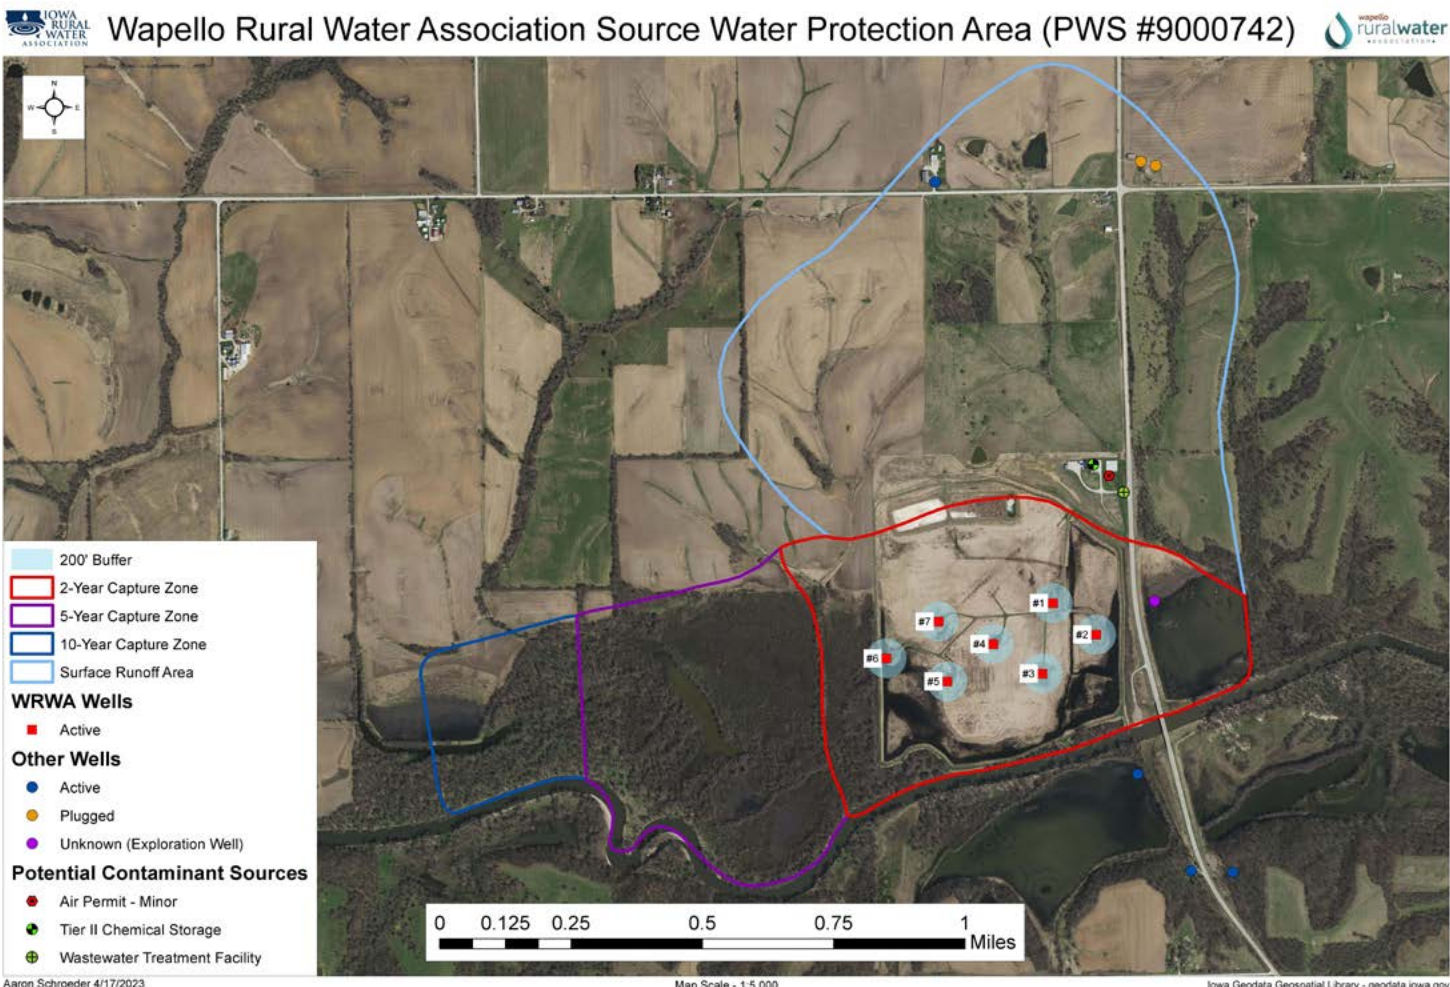 IOWA
RURAL
WATER
ASSOCIATION
Wapello Rural Water Association Source Water Protection Area (PWS #9000742)
wapello
ruralwater
association
N
W E
S
#1
#7
#2
#4
#6
#3
#5
200' Buffer
2-Year Capture Zone
5-Year Capture Zone
10-Year Capture Zone
Surface Runoff Area
WRWA Wells
Active
Other Wells
Active
Plugged
Unknown (Exploration Well)
Potential Contaminant Sources
Air Permit - Minor
Tier II Chemical Storage
Wastewater Treatment Facility
0 0.125 0.25 0.5 0.75 1
Miles
Aaron Schroeder 4/17/2023
Map Scale - 1:5,000
Iowa Geodata Geospatial Library - geodata.iowa.gov